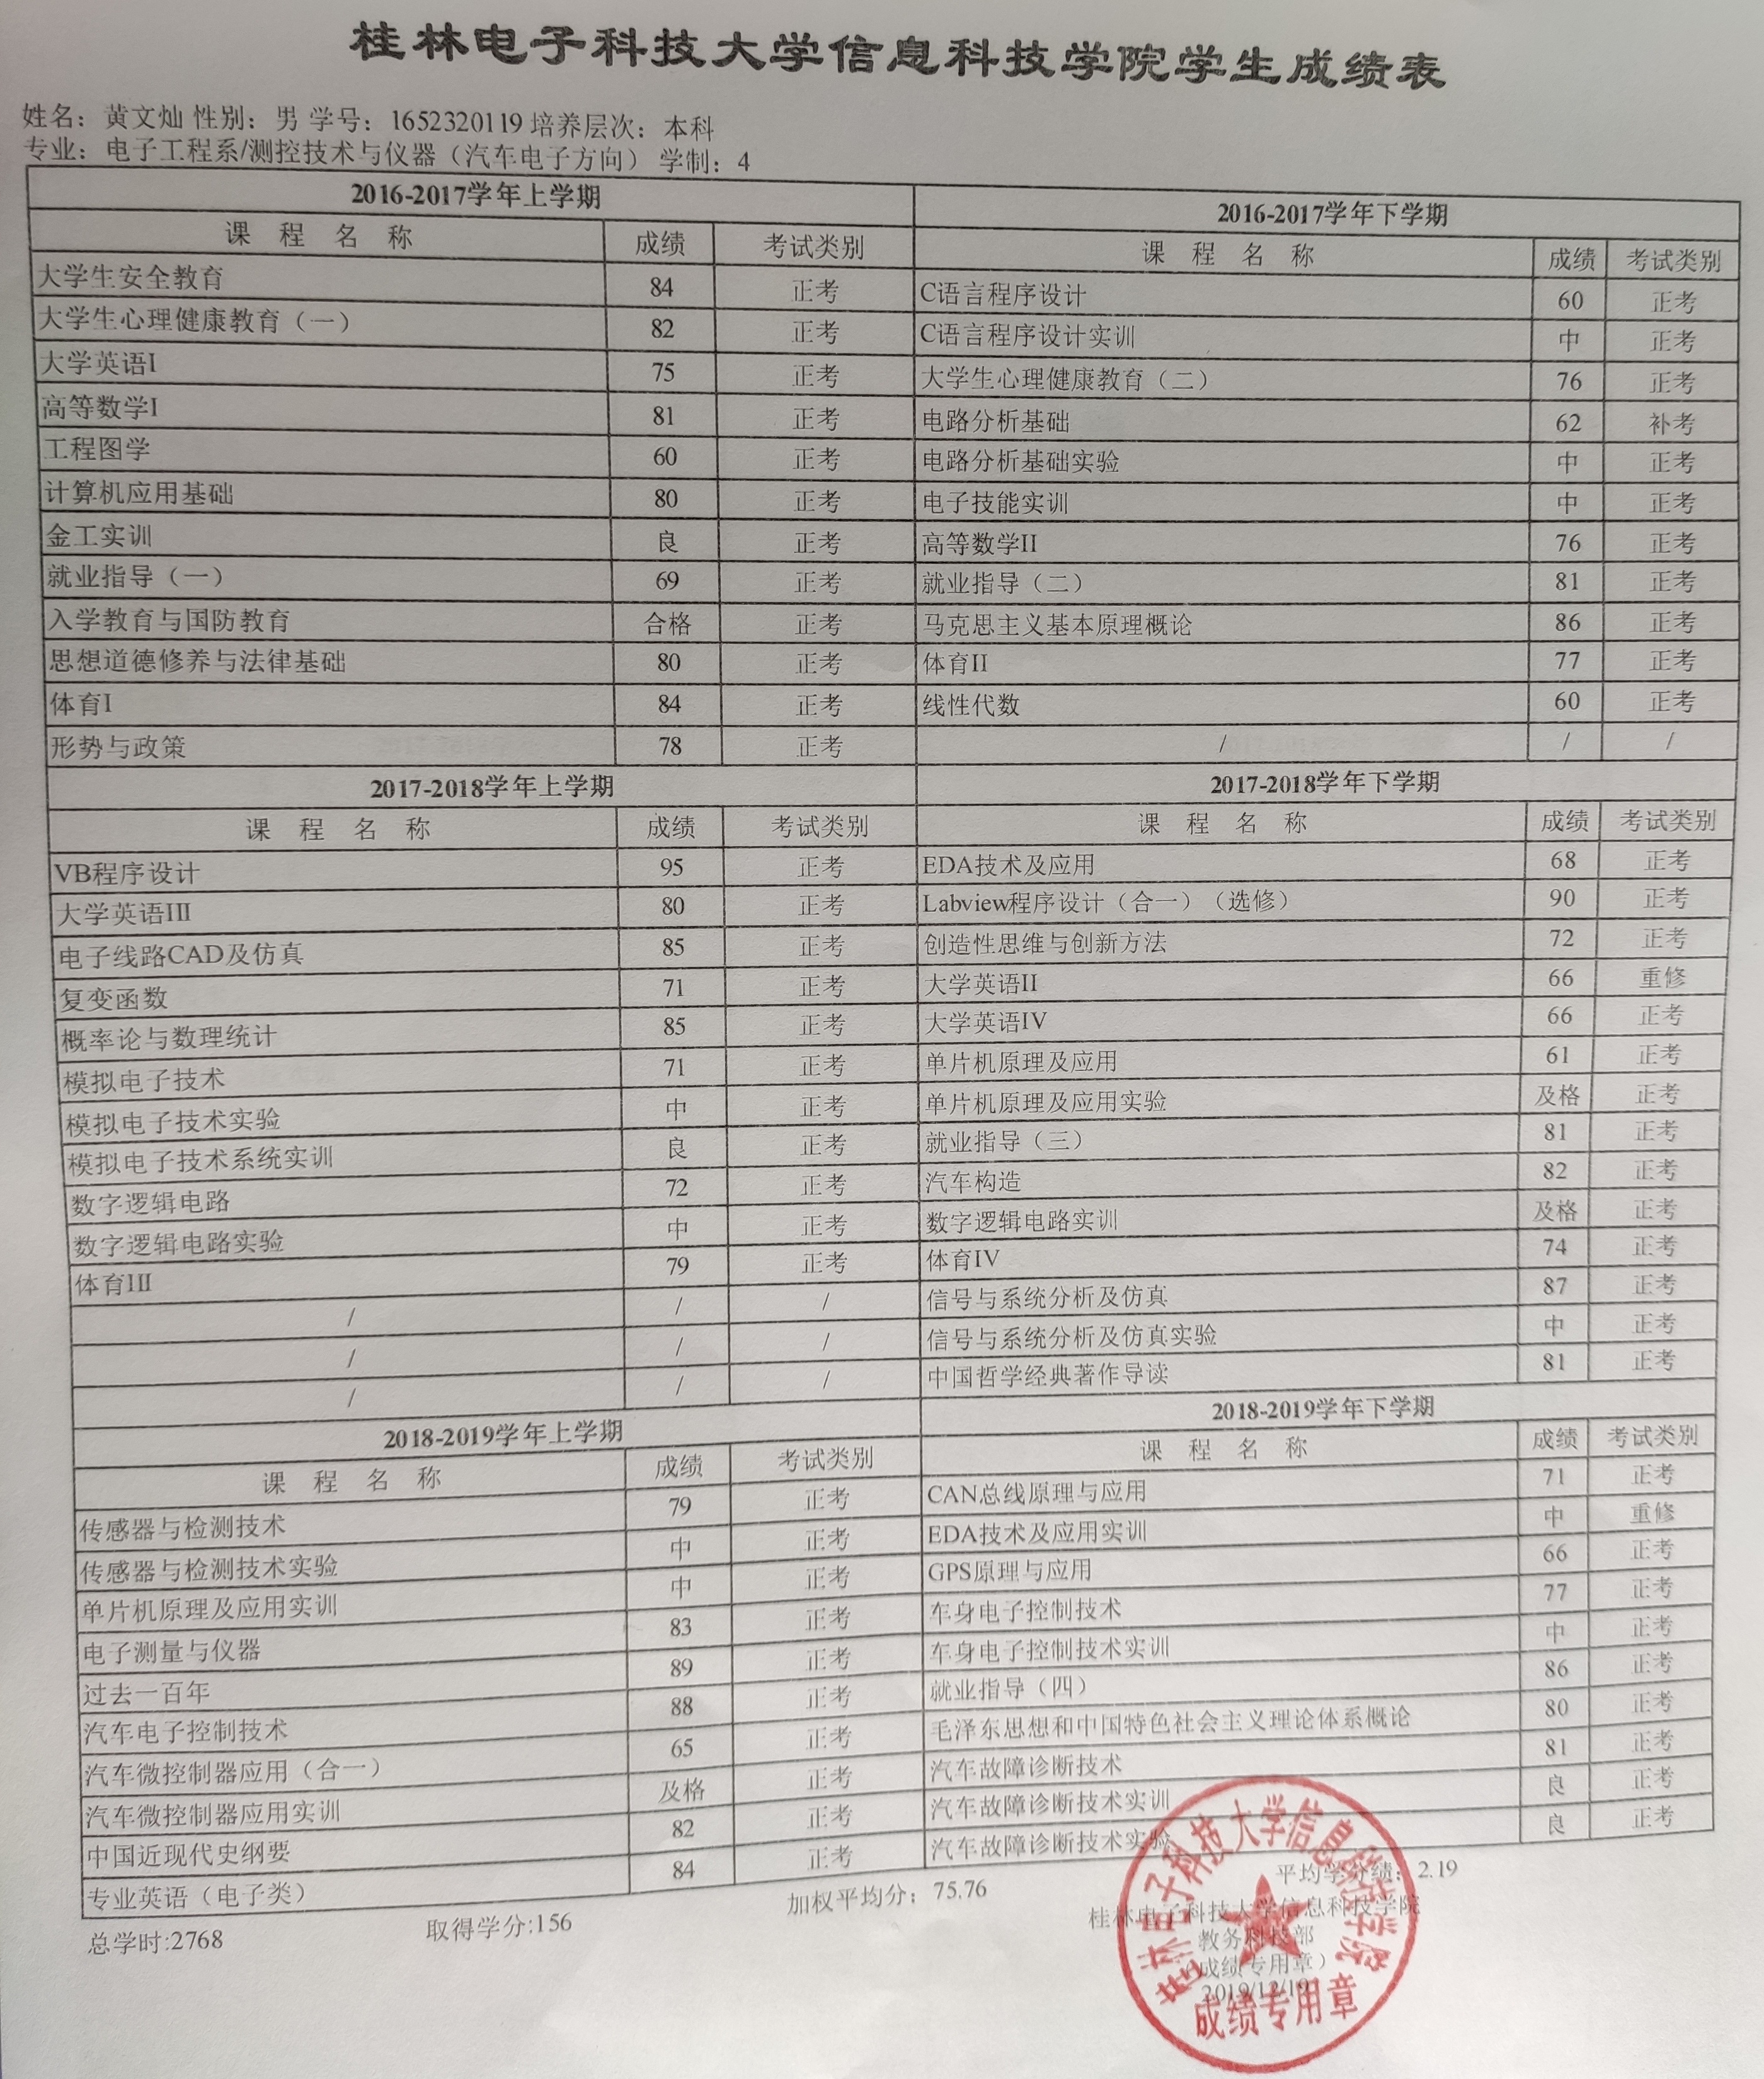 桂林电子科技大学信息科技学院学生成绩表
姓名：黄文灿 性别：男 学号：1652320119 培养层次：本科
专业：电子工程系/测控技术与仪器（汽车电子方向） 学制：4
2016-2017学年上学期 2016-2017学年下学期
课 程 名 称 成绩 考试类别 课 程 名 称 成绩 考试类别
大学生安全教育 84 正考 C语言程序设计 60 正考
大学生心理健康教育（一） 82 正考 C语言程序设计实训 中 正考
大学英语I 75 正考 大学生心理健康教育（二） 76 正考
高等数学I 81 正考 电路分析基础 62 补考
工程图学 60 正考 电路分析基础实验 中 正考
计算机应用基础 80 正考 电子技能实训 中 正考
金工实训 良 正考 高等数学II 76 正考
就业指导（一） 69 正考 就业指导（二） 81 正考
入学教育与国防教育 合格 正考 马克思主义基本原理概论 86 正考
思想道德修养与法律基础 80 正考 体育II 77 正考
体育I 84 正考 线性代数 60 正考
形势与政策 78 正考 / / /
2017-2018学年上学期 2017-2018学年下学期
课 程 名 称 成绩 考试类别 课 程 名 称 成绩 考试类别
VB程序设计 95 正考 EDA技术及应用 68 正考
大学英语III 80 正考 Labview程序设计（合一）（选修） 90 正考
电子线路CAD及仿真 85 正考 创造性思维与创新方法 72 正考
复变函数 71 正考 大学英语II 66 重修
概率论与数理统计 85 正考 大学英语IV 66 正考
模拟电子技术 71 正考 单片机原理及应用 61 正考
模拟电子技术实验 中 正考 单片机原理及应用实验 及格 正考
模拟电子技术系统实训 良 正考 就业指导（三） 81 正考
数字逻辑电路 72 正考 汽车构造 82 正考
数字逻辑电路实验 中 正考 数字逻辑电路实训 及格 正考
体育III 79 正考 体育IV 74 正考
/ / / 信号与系统分析及仿真 87 正考
/ / / 信号与系统分析及仿真实验 中 正考
/ / / 中国哲学经典著作导读 81 正考
2018-2019学年上学期 2018-2019学年下学期
课 程 名 称 成绩 考试类别 课 程 名 称 成绩 考试类别
传感器与检测技术 79 正考 CAN总线原理与应用 71 正考
传感器与检测技术实验 中 正考 EDA技术及应用实训 中 重修
单片机原理及应用实训 中 正考 GPS原理与应用 66 正考
电子测量与仪器 83 正考 车身电子控制技术 77 正考
过去一百年 89 正考 车身电子控制技术实训 中 正考
汽车电子控制技术 88 正考 就业指导（四） 86 正考
汽车微控制器应用（合一） 65 正考 毛泽东思想和中国特色社会主义理论体系概论 80 正考
汽车微控制器应用实训 及格 正考 汽车故障诊断技术 81 正考
中国近现代史纲要 82 正考 汽车故障诊断技术实训 良 正考
专业英语（电子类） 84 正考 汽车故障诊断技术实验 良 正考
总学时:2768 取得学分:156 加权平均分：75.76 平均学分绩：2.19
桂林电子科技大学信息科技学院
教务科技部
（成绩专用章）
2019/12/19
桂林电子科技大学信息科技学院
成绩专用章